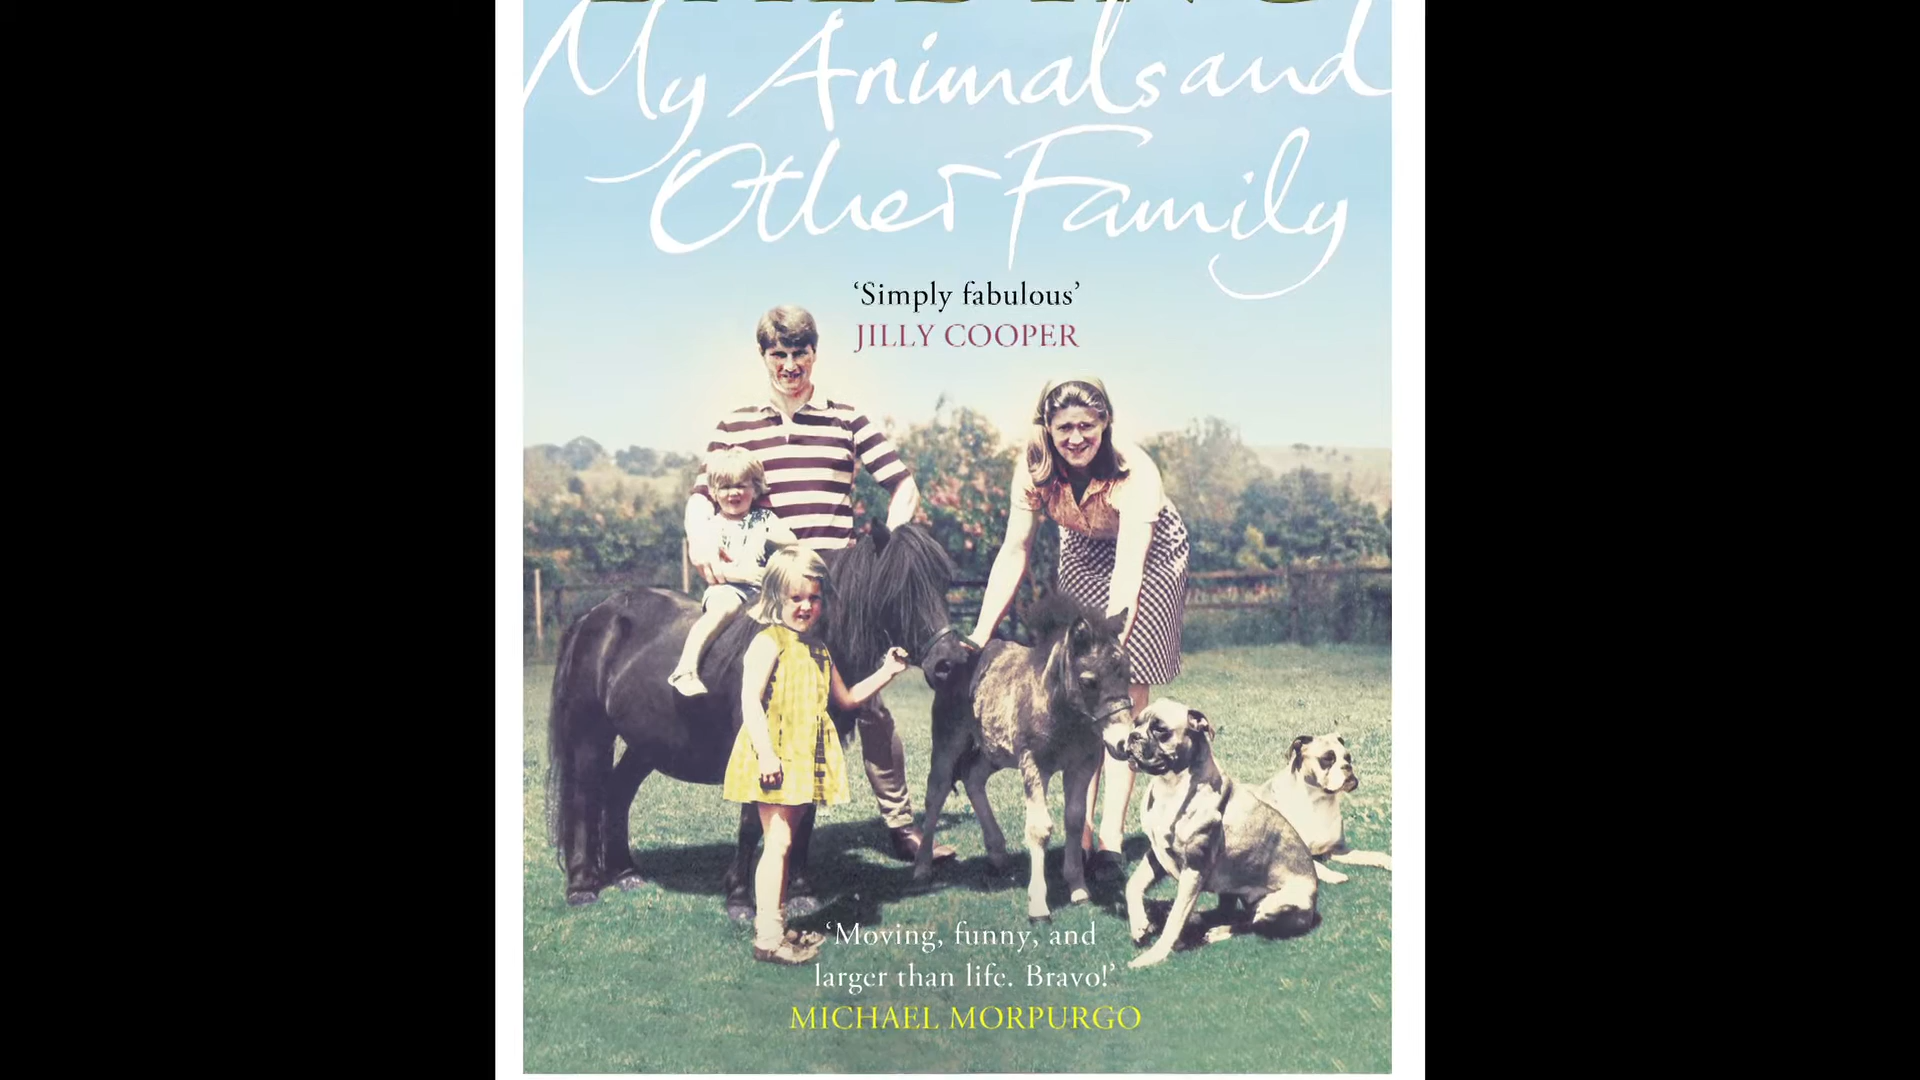 My Animals and
Other Family
‘Simply fabulous’
JILLY COOPER
‘Moving, funny, and
larger than life. Bravo!’
MICHAEL MORPURGO